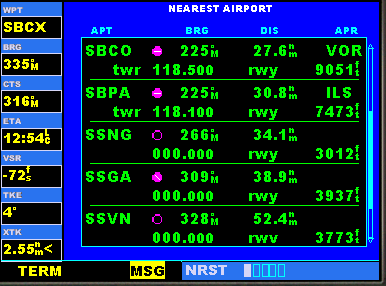 WPT
SBCX
BRG
335°M
CTS
316°M
ETA
12:54LC
VSR
-72f/s
TKE
4°
XTK
2.55nm<
NEAREST AIRPORT
APT BRG DIS APR
SBCO 225°M 27.6nm VOR
twr 118.500 rwy 9051ft
SBPA 225°M 30.8nm ILS
twr 118.100 rwy 7473ft
SSNG 266°M 34.1nm
000.000 rwy 3012ft
SSGA 309°M 38.9nm
000.000 rwy 3937ft
SSVN 328°M 52.4nm
000.000 rwy 3773ft
TERM MSG NRST